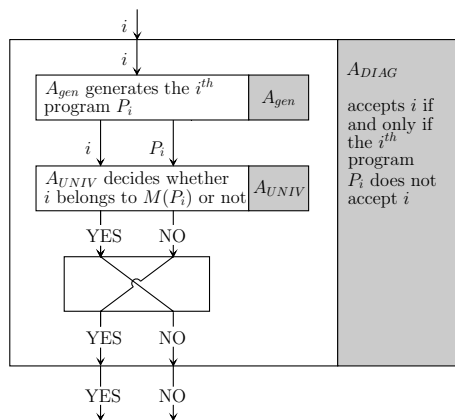 i
i
A_gen generates the i^th
program P_i
A_gen
i
P_i
A_UNIV decides whether
i belongs to M(P_i) or not
A_UNIV
YES
NO
YES
NO
YES
NO
A_DIAG
accepts i if
and only if
the i^th
program
P_i does not
accept i